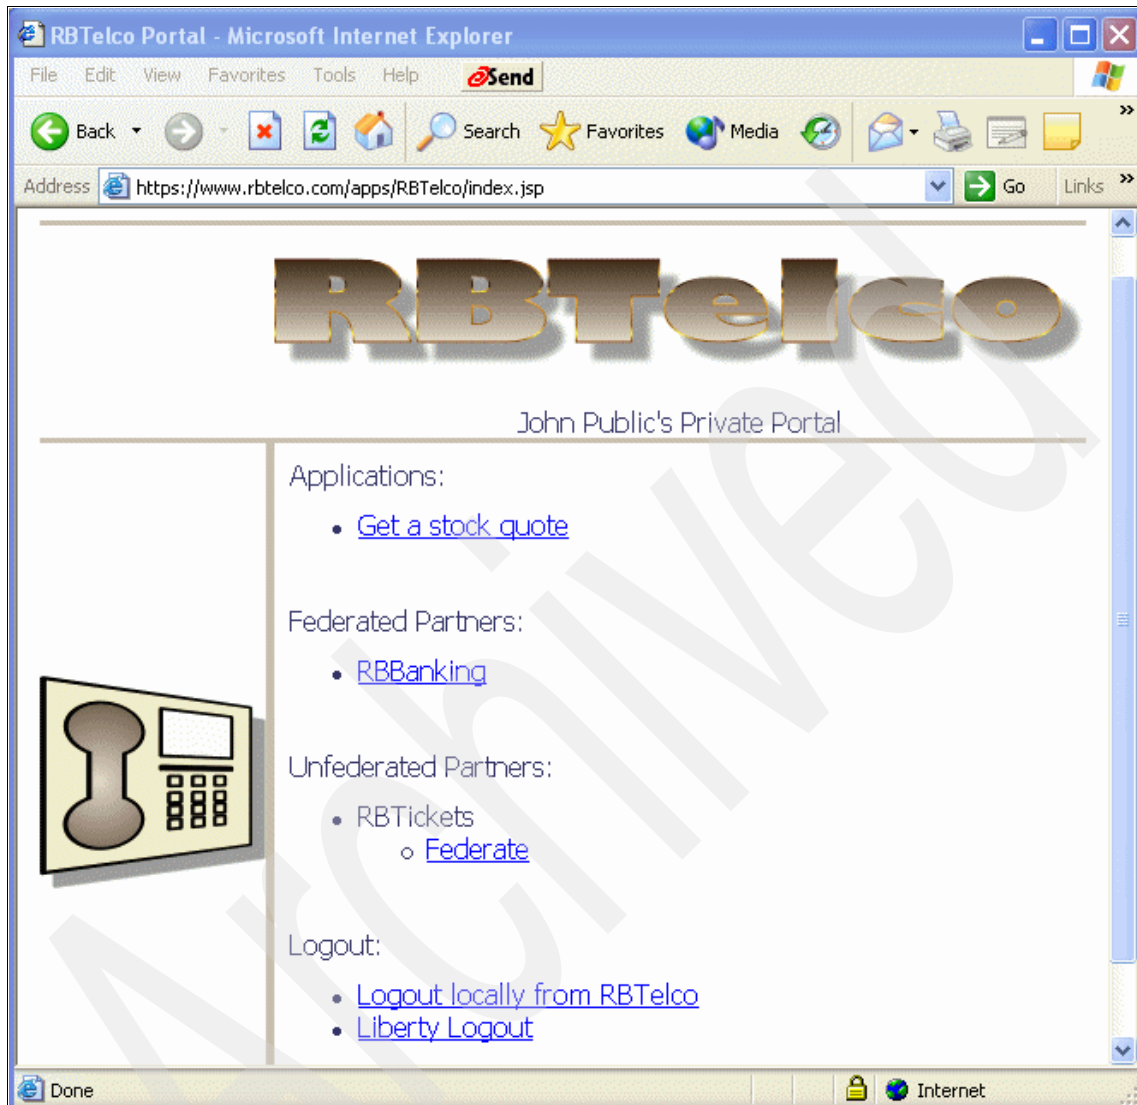 RBTelco Portal - Microsoft Internet Explorer
File Edit View Favorites Tools Help Send
Back Search Favorites Media »
Address https://www.rbtelco.com/apps/RBTelco/index.jsp Go Links »
RBTelco
John Public's Private Portal
Applications:
• Get a stock quote
Federated Partners:
• RBBanking
Unfederated Partners:
• RBTickets
○ Federate
Logout:
• Logout locally from RBTelco
• Liberty Logout
Done Internet
Archived